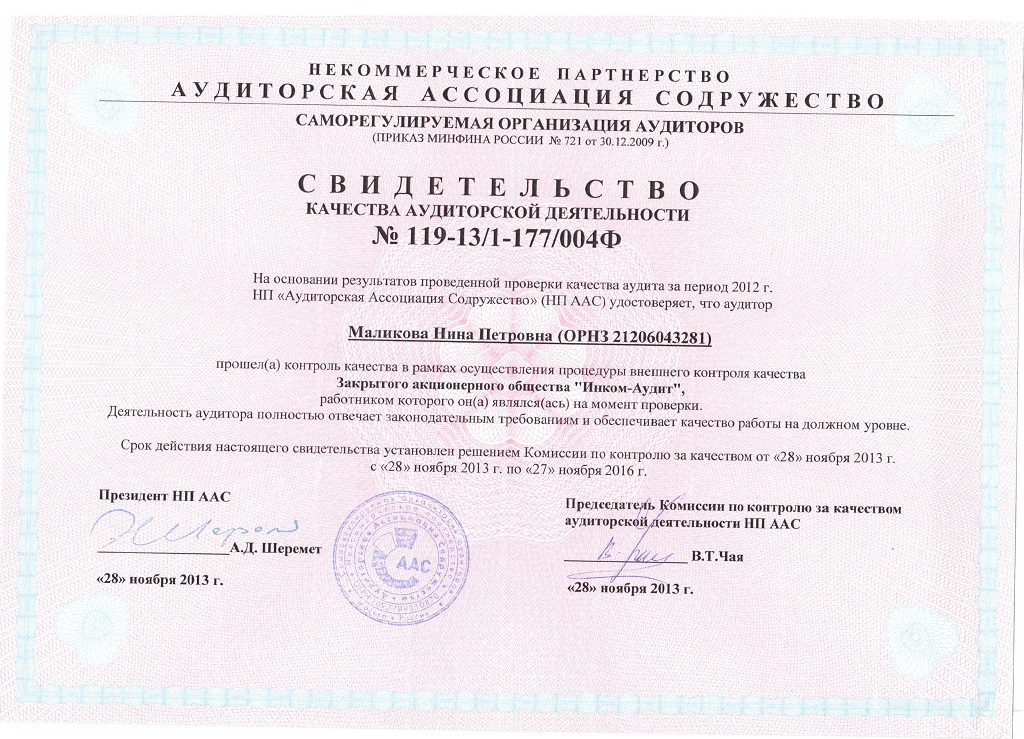 НЕКОММЕРЧЕСКОЕ ПАРТНЕРСТВО
АУДИТОРСКАЯ АССОЦИАЦИЯ СОДРУЖЕСТВО
САМОРЕГУЛИРУЕМАЯ ОРГАНИЗАЦИЯ АУДИТОРОВ
(ПРИКАЗ МИНФИНА РОССИИ № 721 от 30.12.2009 г.)
СВИДЕТЕЛЬСТВО
КАЧЕСТВА АУДИТОРСКОЙ ДЕЯТЕЛЬНОСТИ
№ 119-13/1-177/004Ф
На основании результатов проведенной проверки качества аудита за период 2012 г.
НП «Аудиторская Ассоциация Содружество» (НП ААС) удостоверяет, что аудитор
Маликова Нина Петровна (ОРНЗ 21206043281)
прошел(а) контроль качества в рамках осуществления процедуры внешнего контроля качества
Закрытого акционерного общества "Инком-Аудит",
работником которого он(а) являлся(ась) на момент проверки.
Деятельность аудитора полностью отвечает законодательным требованиям и обеспечивает качество работы на должном уровне.
Срок действия настоящего свидетельства установлен решением Комиссии по контролю за качеством от «28» ноября 2013 г.
с «28» ноября 2013 г. по «27» ноября 2016 г.
Президент НП ААС
А.Д. Шеремет
«28» ноября 2013 г.
ААС
Председатель Комиссии по контролю за качеством
аудиторской деятельности НП ААС
В.Т.Чая
«28» ноября 2013 г.